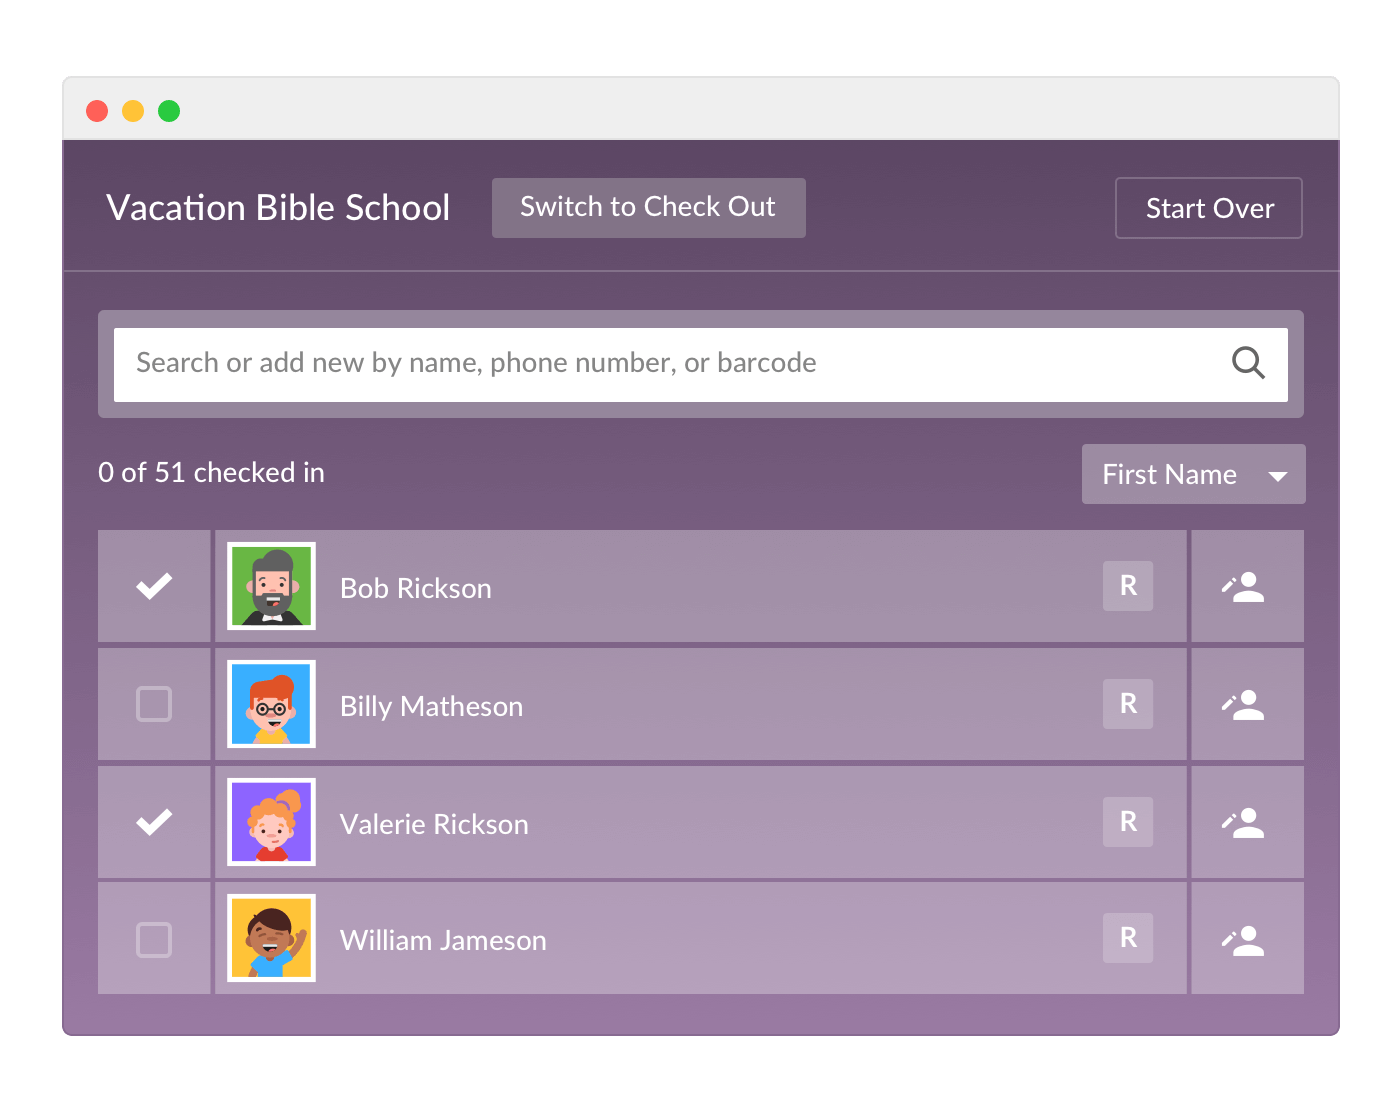 Vacation Bible School
Switch to Check Out
Start Over
Search or add new by name, phone number, or barcode
0 of 51 checked in
First Name
Bob Rickson
R
Billy Matheson
R
Valerie Rickson
R
William Jameson
R